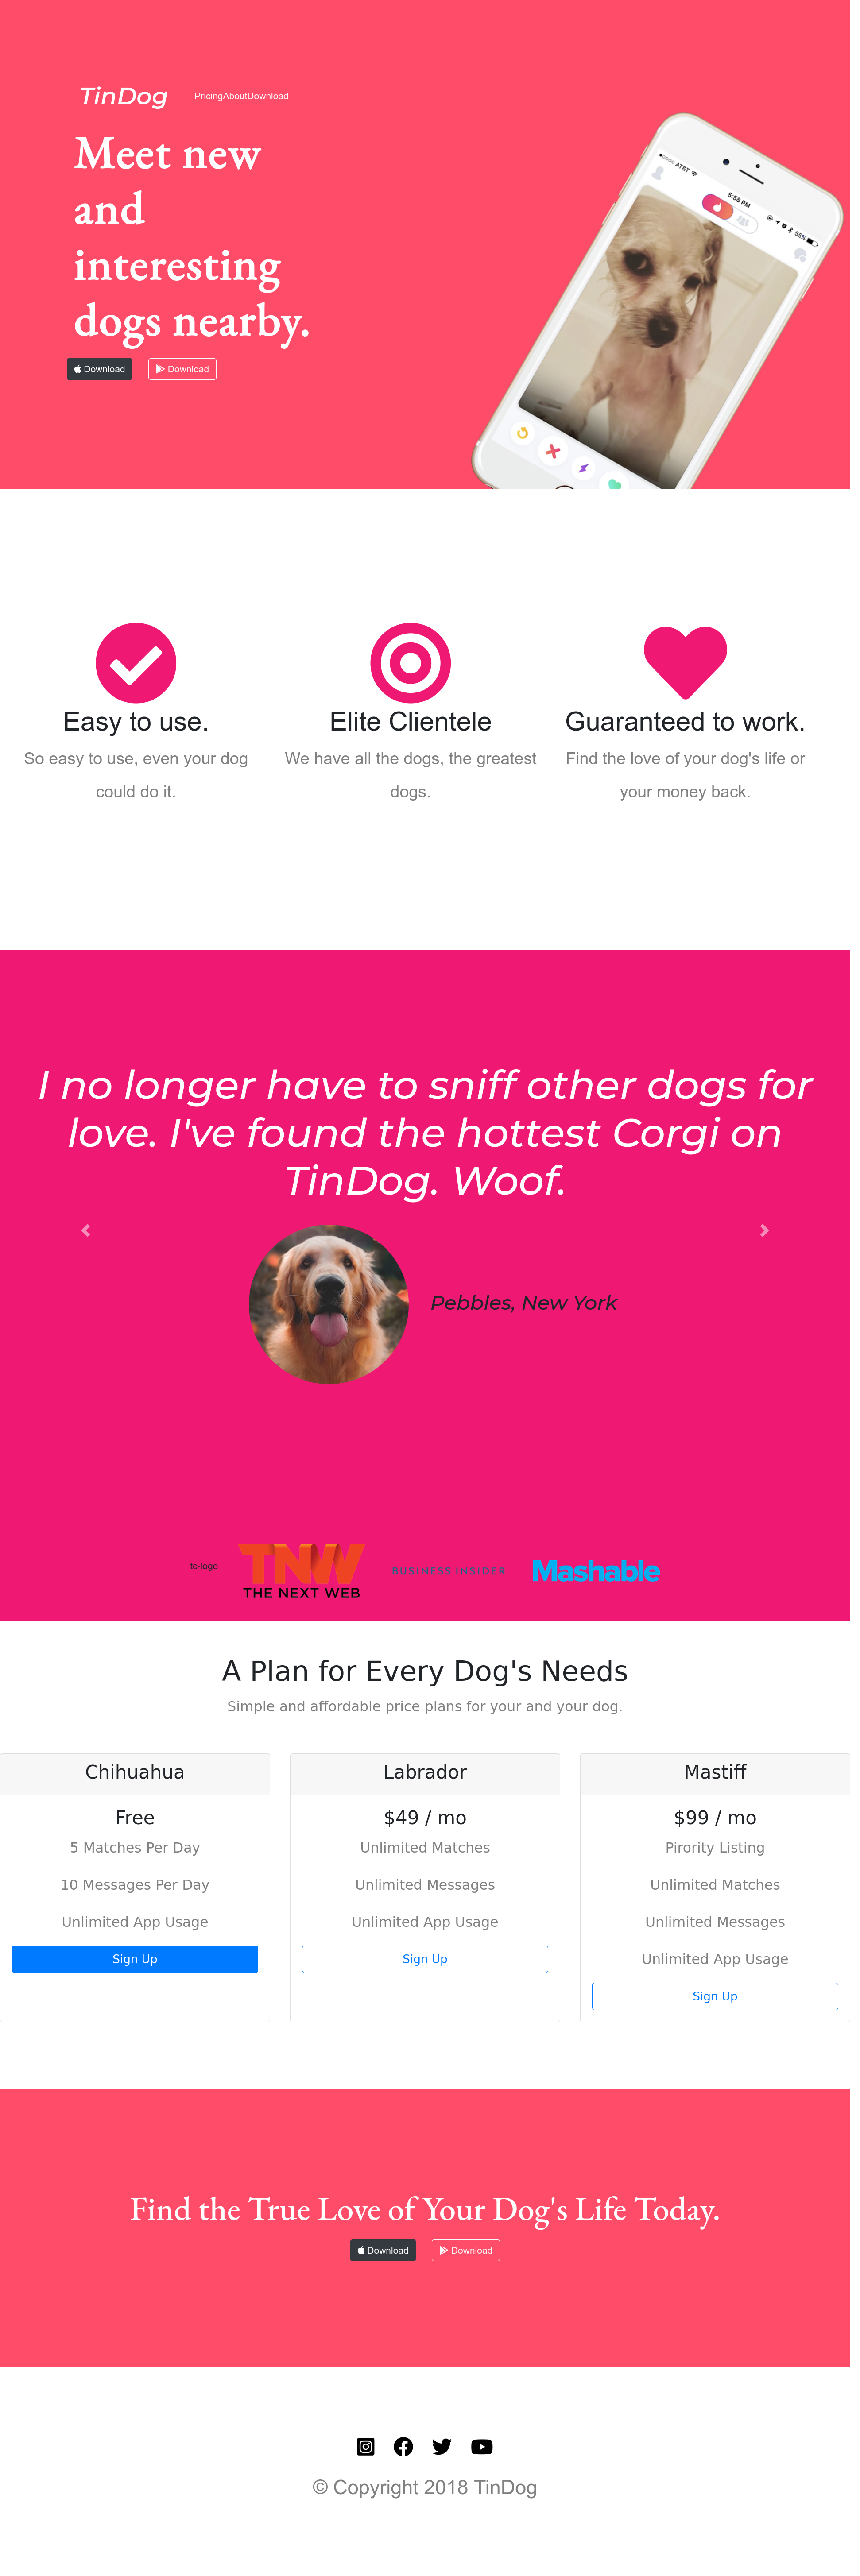 TinDog
PricingAboutDownload
Meet new
and
interesting
dogs nearby.
Download
Download
AT&T
5:58 PM
55%
Easy to use.
So easy to use, even your dog
could do it.
Elite Clientele
We have all the dogs, the greatest
dogs.
Guaranteed to work.
Find the love of your dog's life or
your money back.
I no longer have to sniff other dogs for
love. I've found the hottest Corgi on
TinDog. Woof.
Pebbles, New York
tc-logo
TNW
THE NEXT WEB
BUSINESS INSIDER
Mashable
A Plan for Every Dog's Needs
Simple and affordable price plans for your and your dog.
Chihuahua
Free
5 Matches Per Day
10 Messages Per Day
Unlimited App Usage
Sign Up
Labrador
$49 / mo
Unlimited Matches
Unlimited Messages
Unlimited App Usage
Sign Up
Mastiff
$99 / mo
Pirority Listing
Unlimited Matches
Unlimited Messages
Unlimited App Usage
Sign Up
Find the True Love of Your Dog's Life Today.
Download
Download
© Copyright 2018 TinDog